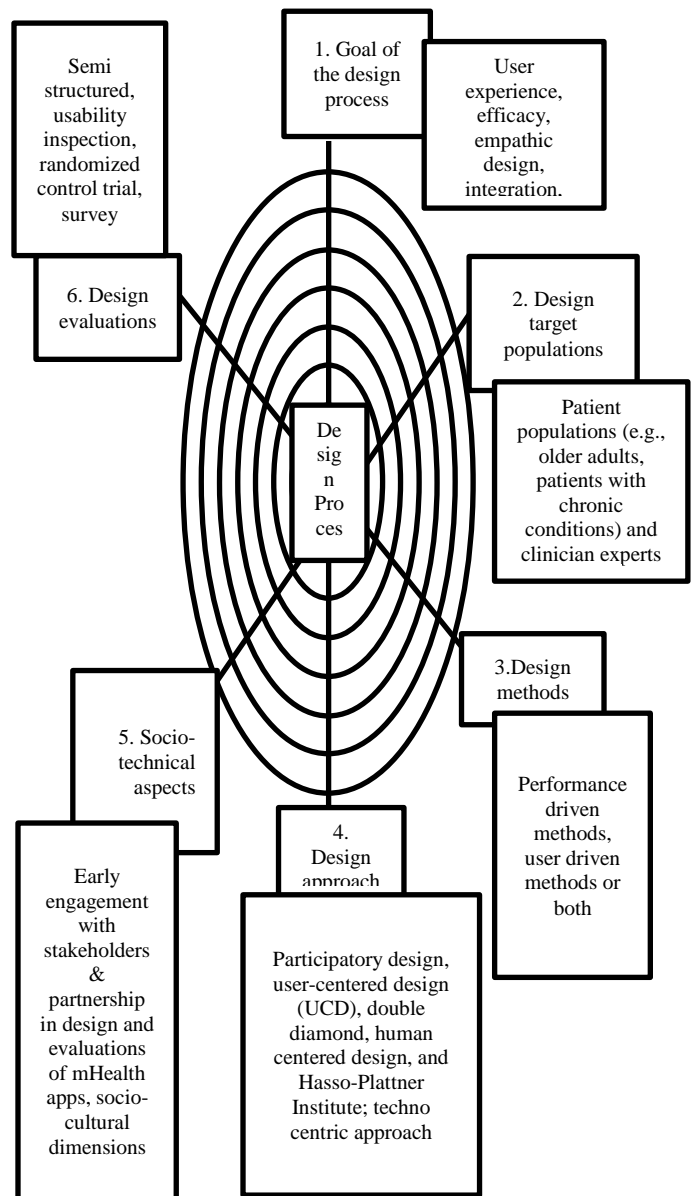 1. Goal of
the design
process
User
experience,
efficacy,
empathic
design,
integration.
2. Design
target
populations
Patient
populations (e.g.,
older adults,
patients with
chronic
conditions) and
clinician experts
3.Design
methods
Performance
driven
methods,
user driven
methods or
both
4.
Design
approach
Participatory design,
user-centered design
(UCD), double
diamond, human
centered design, and
Hasso-Plattner
Institute; techno
centric approach
5. Socio-
technical
aspects
Early
engagement
with
stakeholders
&
partnership
in design and
evaluations
of mHealth
apps, socio-
cultural
dimensions
6. Design
evaluations
Semi
structured,
usability
inspection,
randomized
control trial,
survey
De
sig
n
Pro
ces